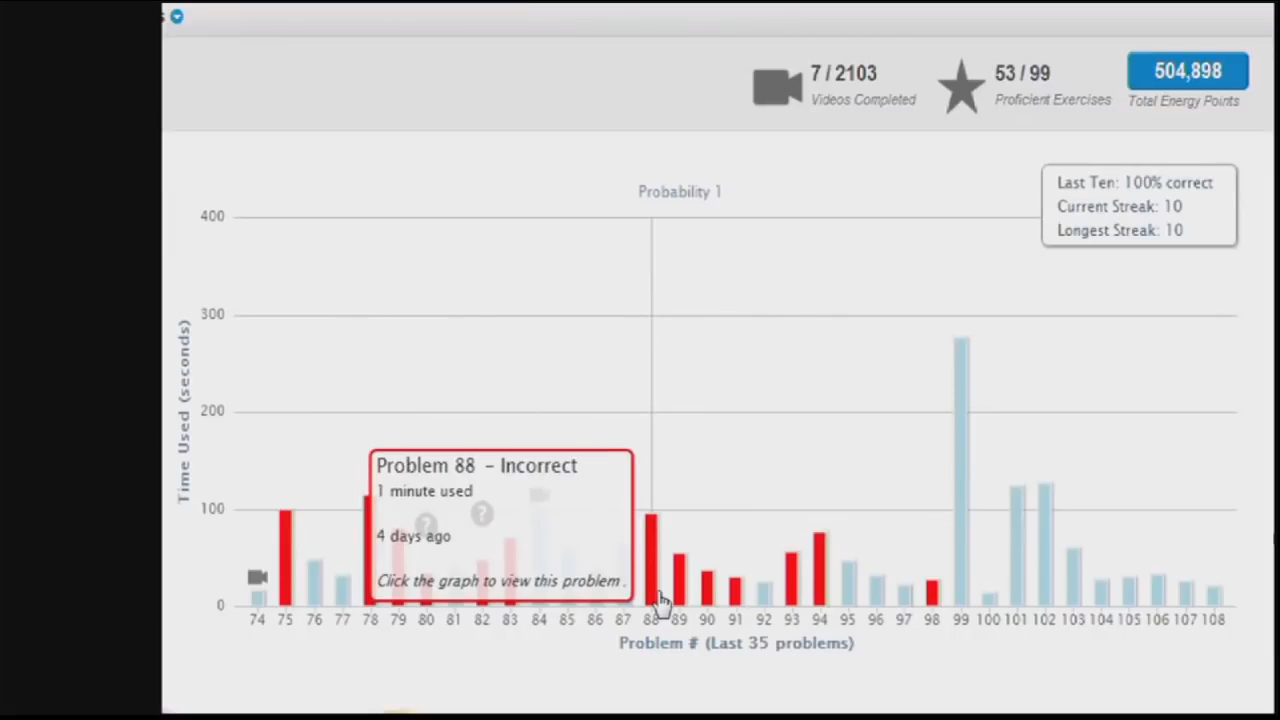 s
7 / 2103
Videos Completed
53 / 99
Proficient Exercises
504,898
Total Energy Points
Probability 1
Last Ten: 100% correct
Current Streak: 10
Longest Streak: 10
400
300
200
100
0
Time Used (seconds)
Problem 88 - Incorrect
1 minute used
? ?
4 days ago
Click the graph to view this problem.
74 75 76 77 78 79 80 81 82 83 84 85 86 87 88 89 90 91 92 93 94 95 96 97 98 99 100 101 102 103 104 105 106 107 108
Problem # (Last 35 problems)